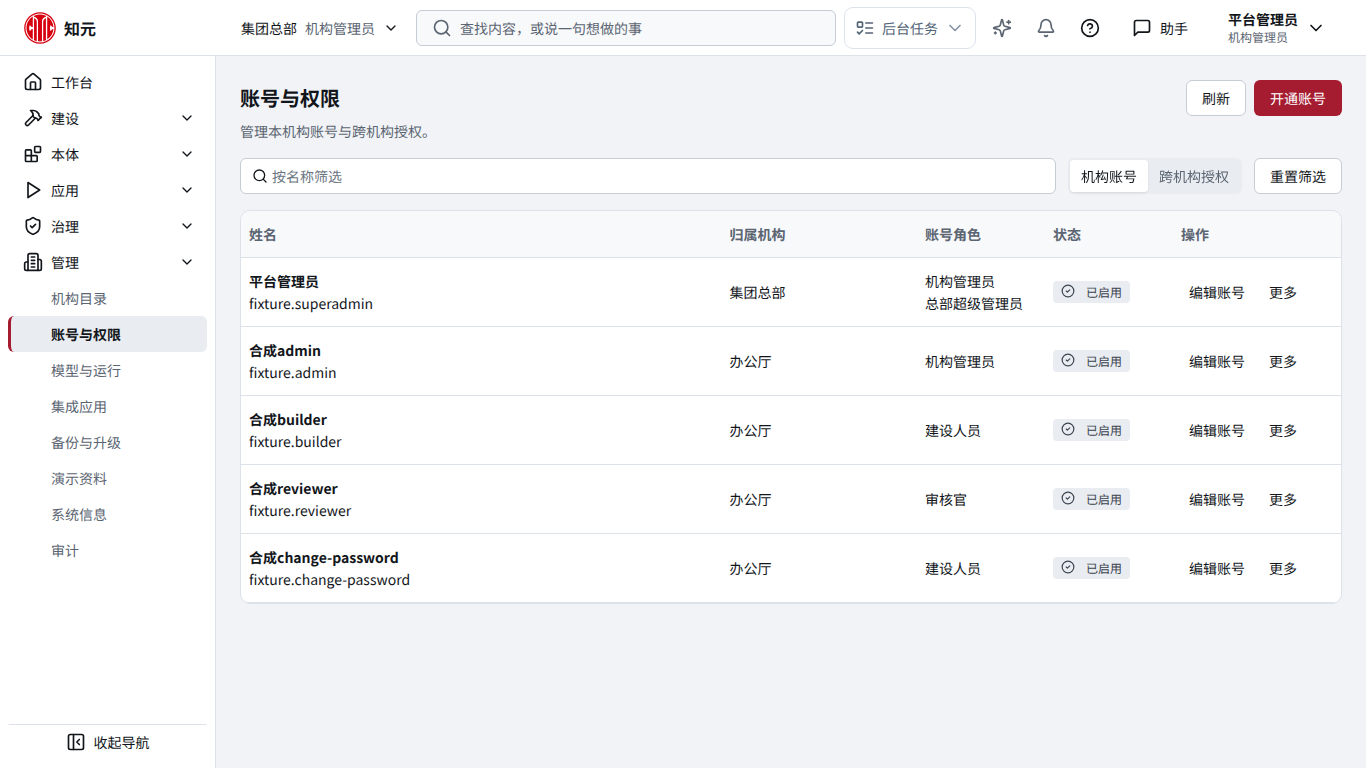 知元
集团总部 机构管理员
查找内容，或说一句想做的事
后台任务
助手
平台管理员
机构管理员
工作台
建设
本体
应用
治理
管理
机构目录
账号与权限
模型与运行
集成应用
备份与升级
演示资料
系统信息
审计
收起导航
账号与权限
管理本机构账号与跨机构授权。
刷新
开通账号
按名称筛选
机构账号
跨机构授权
重置筛选
姓名 归属机构 账号角色 状态 操作
平台管理员
fixture.superadmin
集团总部
机构管理员
总部超级管理员
已启用
编辑账号 更多
合成admin
fixture.admin
办公厅
机构管理员
已启用
编辑账号 更多
合成builder
fixture.builder
办公厅
建设人员
已启用
编辑账号 更多
合成reviewer
fixture.reviewer
办公厅
审核官
已启用
编辑账号 更多
合成change-password
fixture.change-password
办公厅
建设人员
已启用
编辑账号 更多